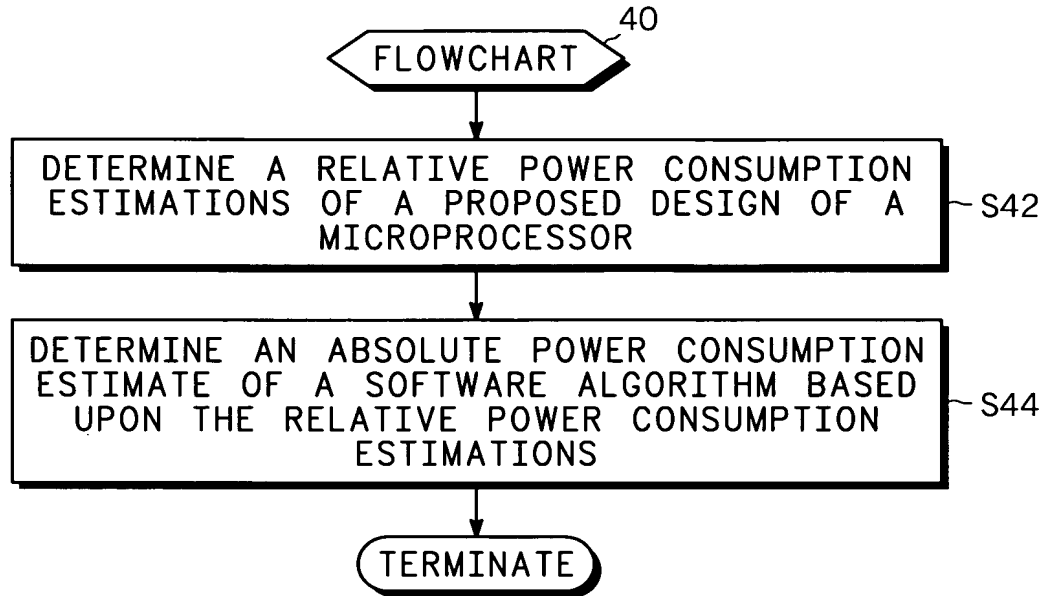 40
FLOWCHART
DETERMINE A RELATIVE POWER CONSUMPTION
ESTIMATIONS OF A PROPOSED DESIGN OF A
MICROPROCESSOR
S42
DETERMINE AN ABSOLUTE POWER CONSUMPTION
ESTIMATE OF A SOFTWARE ALGORITHM BASED
UPON THE RELATIVE POWER CONSUMPTION
ESTIMATIONS
S44
TERMINATE